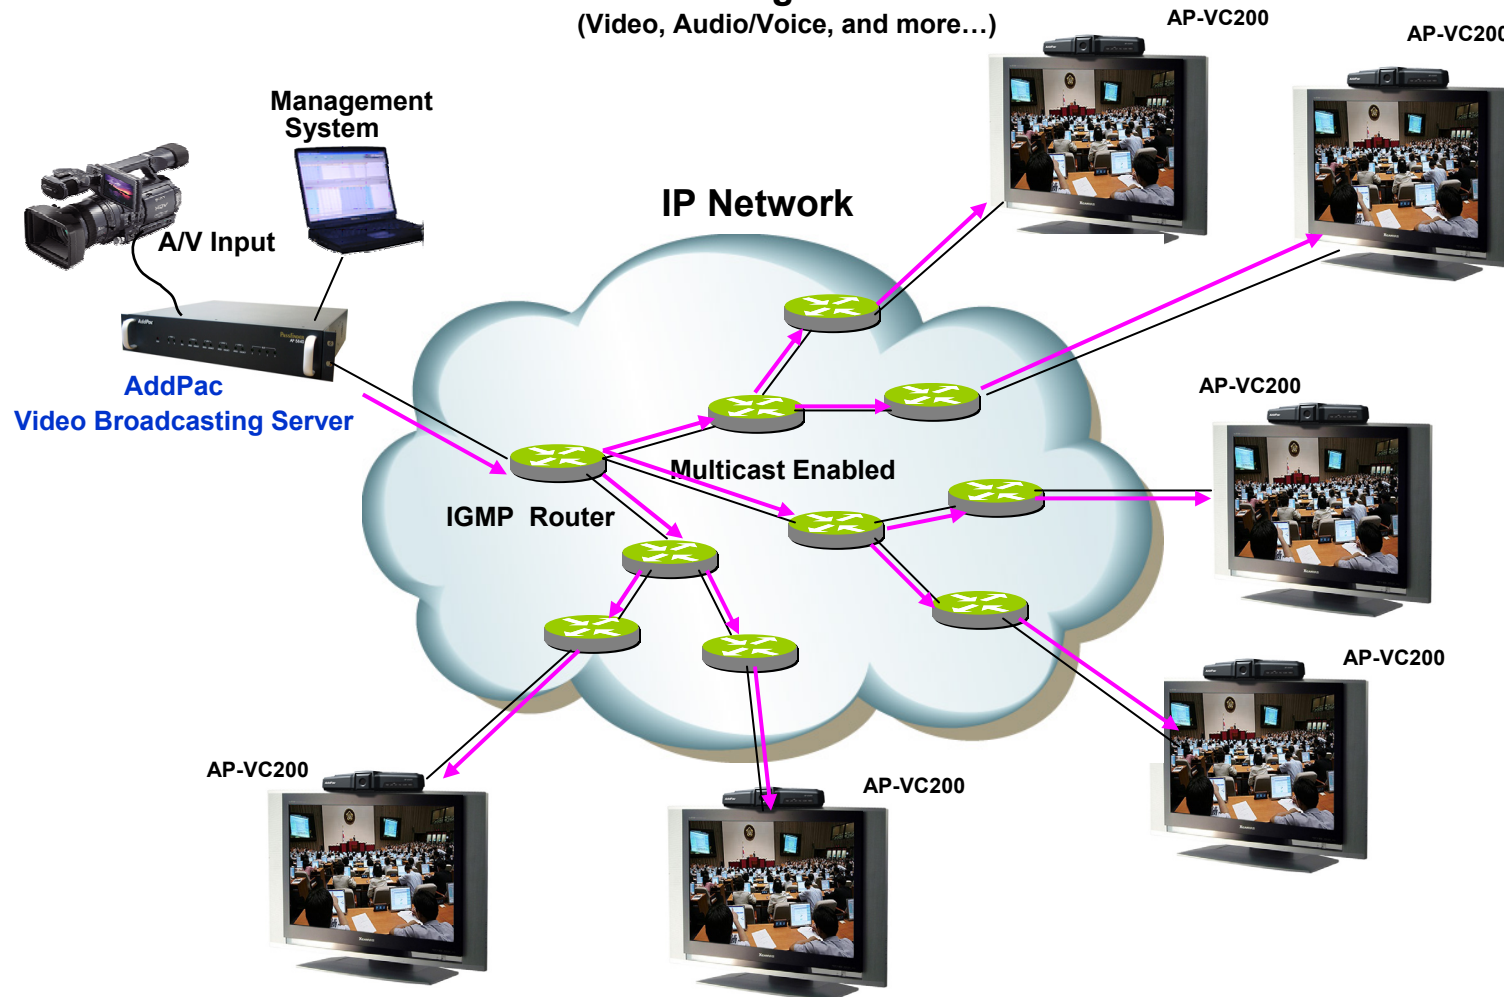 (Video, Audio/Voice, and more…)
AP-VC200
AP-VC200
Management
System
IP Network
A/V Input
AddPac
AddPac
Video Broadcasting Server
AP-VC200
Multicast Enabled
IGMP Router
AP-VC200
AP-VC200
AP-VC200